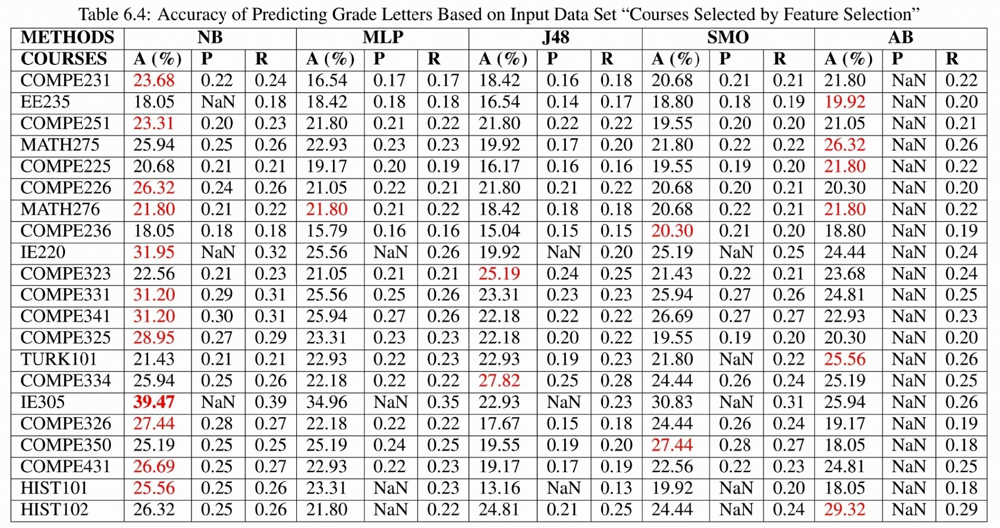 Table 6.4: Accuracy of Predicting Grade Letters Based on Input Data Set “Courses Selected by Feature Selection”
METHODS NB MLP J48 SMO AB
COURSES A (%) P R A (%) P R A (%) P R A (%) P R A (%) P R
COMPE231 23.68 0.22 0.24 16.54 0.17 0.17 18.42 0.16 0.18 20.68 0.21 0.21 21.80 NaN 0.22
EE235 18.05 NaN 0.18 18.42 0.18 0.18 16.54 0.14 0.17 18.80 0.18 0.19 19.92 NaN 0.20
COMPE251 23.31 0.20 0.23 21.80 0.21 0.22 21.80 0.22 0.22 19.55 0.20 0.20 21.05 NaN 0.21
MATH275 25.94 0.25 0.26 22.93 0.23 0.23 19.92 0.17 0.20 21.80 0.22 0.22 26.32 NaN 0.26
COMPE225 20.68 0.21 0.21 19.17 0.20 0.19 16.17 0.16 0.16 19.55 0.19 0.20 21.80 NaN 0.22
COMPE226 26.32 0.24 0.26 21.05 0.22 0.21 21.80 0.21 0.22 20.68 0.20 0.21 20.30 NaN 0.20
MATH276 21.80 0.21 0.22 21.80 0.21 0.22 18.42 0.18 0.18 20.68 0.22 0.21 21.80 NaN 0.22
COMPE236 18.05 0.18 0.18 15.79 0.16 0.16 15.04 0.15 0.15 20.30 0.21 0.20 18.80 NaN 0.19
IE220 31.95 NaN 0.32 25.56 NaN 0.26 19.92 NaN 0.20 25.19 NaN 0.25 24.44 NaN 0.24
COMPE323 22.56 0.21 0.23 21.05 0.21 0.21 25.19 0.24 0.25 21.43 0.22 0.21 23.68 NaN 0.24
COMPE331 31.20 0.29 0.31 25.56 0.25 0.26 23.31 0.23 0.23 25.94 0.27 0.26 24.81 NaN 0.25
COMPE341 31.20 0.30 0.31 25.94 0.27 0.26 22.18 0.22 0.22 26.69 0.27 0.27 22.93 NaN 0.23
COMPE325 28.95 0.27 0.29 23.31 0.23 0.23 22.18 0.20 0.22 19.55 0.19 0.20 20.30 NaN 0.20
TURK101 21.43 0.21 0.21 22.93 0.22 0.23 22.93 0.19 0.23 21.80 NaN 0.22 25.56 NaN 0.26
COMPE334 25.94 0.25 0.26 22.18 0.22 0.22 27.82 0.25 0.28 24.44 0.26 0.24 25.19 NaN 0.25
IE305 39.47 NaN 0.39 34.96 NaN 0.35 22.93 NaN 0.23 30.83 NaN 0.31 25.94 NaN 0.26
COMPE326 27.44 0.28 0.27 22.18 0.22 0.22 17.67 0.15 0.18 24.44 0.26 0.24 19.17 NaN 0.19
COMPE350 25.19 0.25 0.25 25.19 0.24 0.25 19.55 0.19 0.20 27.44 0.28 0.27 18.05 NaN 0.18
COMPE431 26.69 0.25 0.27 22.93 0.22 0.23 19.17 0.17 0.19 22.56 0.22 0.23 24.81 NaN 0.25
HIST101 25.56 0.25 0.26 23.31 NaN 0.23 13.16 NaN 0.13 19.92 NaN 0.20 18.05 NaN 0.18
HIST102 26.32 0.25 0.26 21.80 NaN 0.22 24.81 0.21 0.25 24.44 NaN 0.24 29.32 NaN 0.29